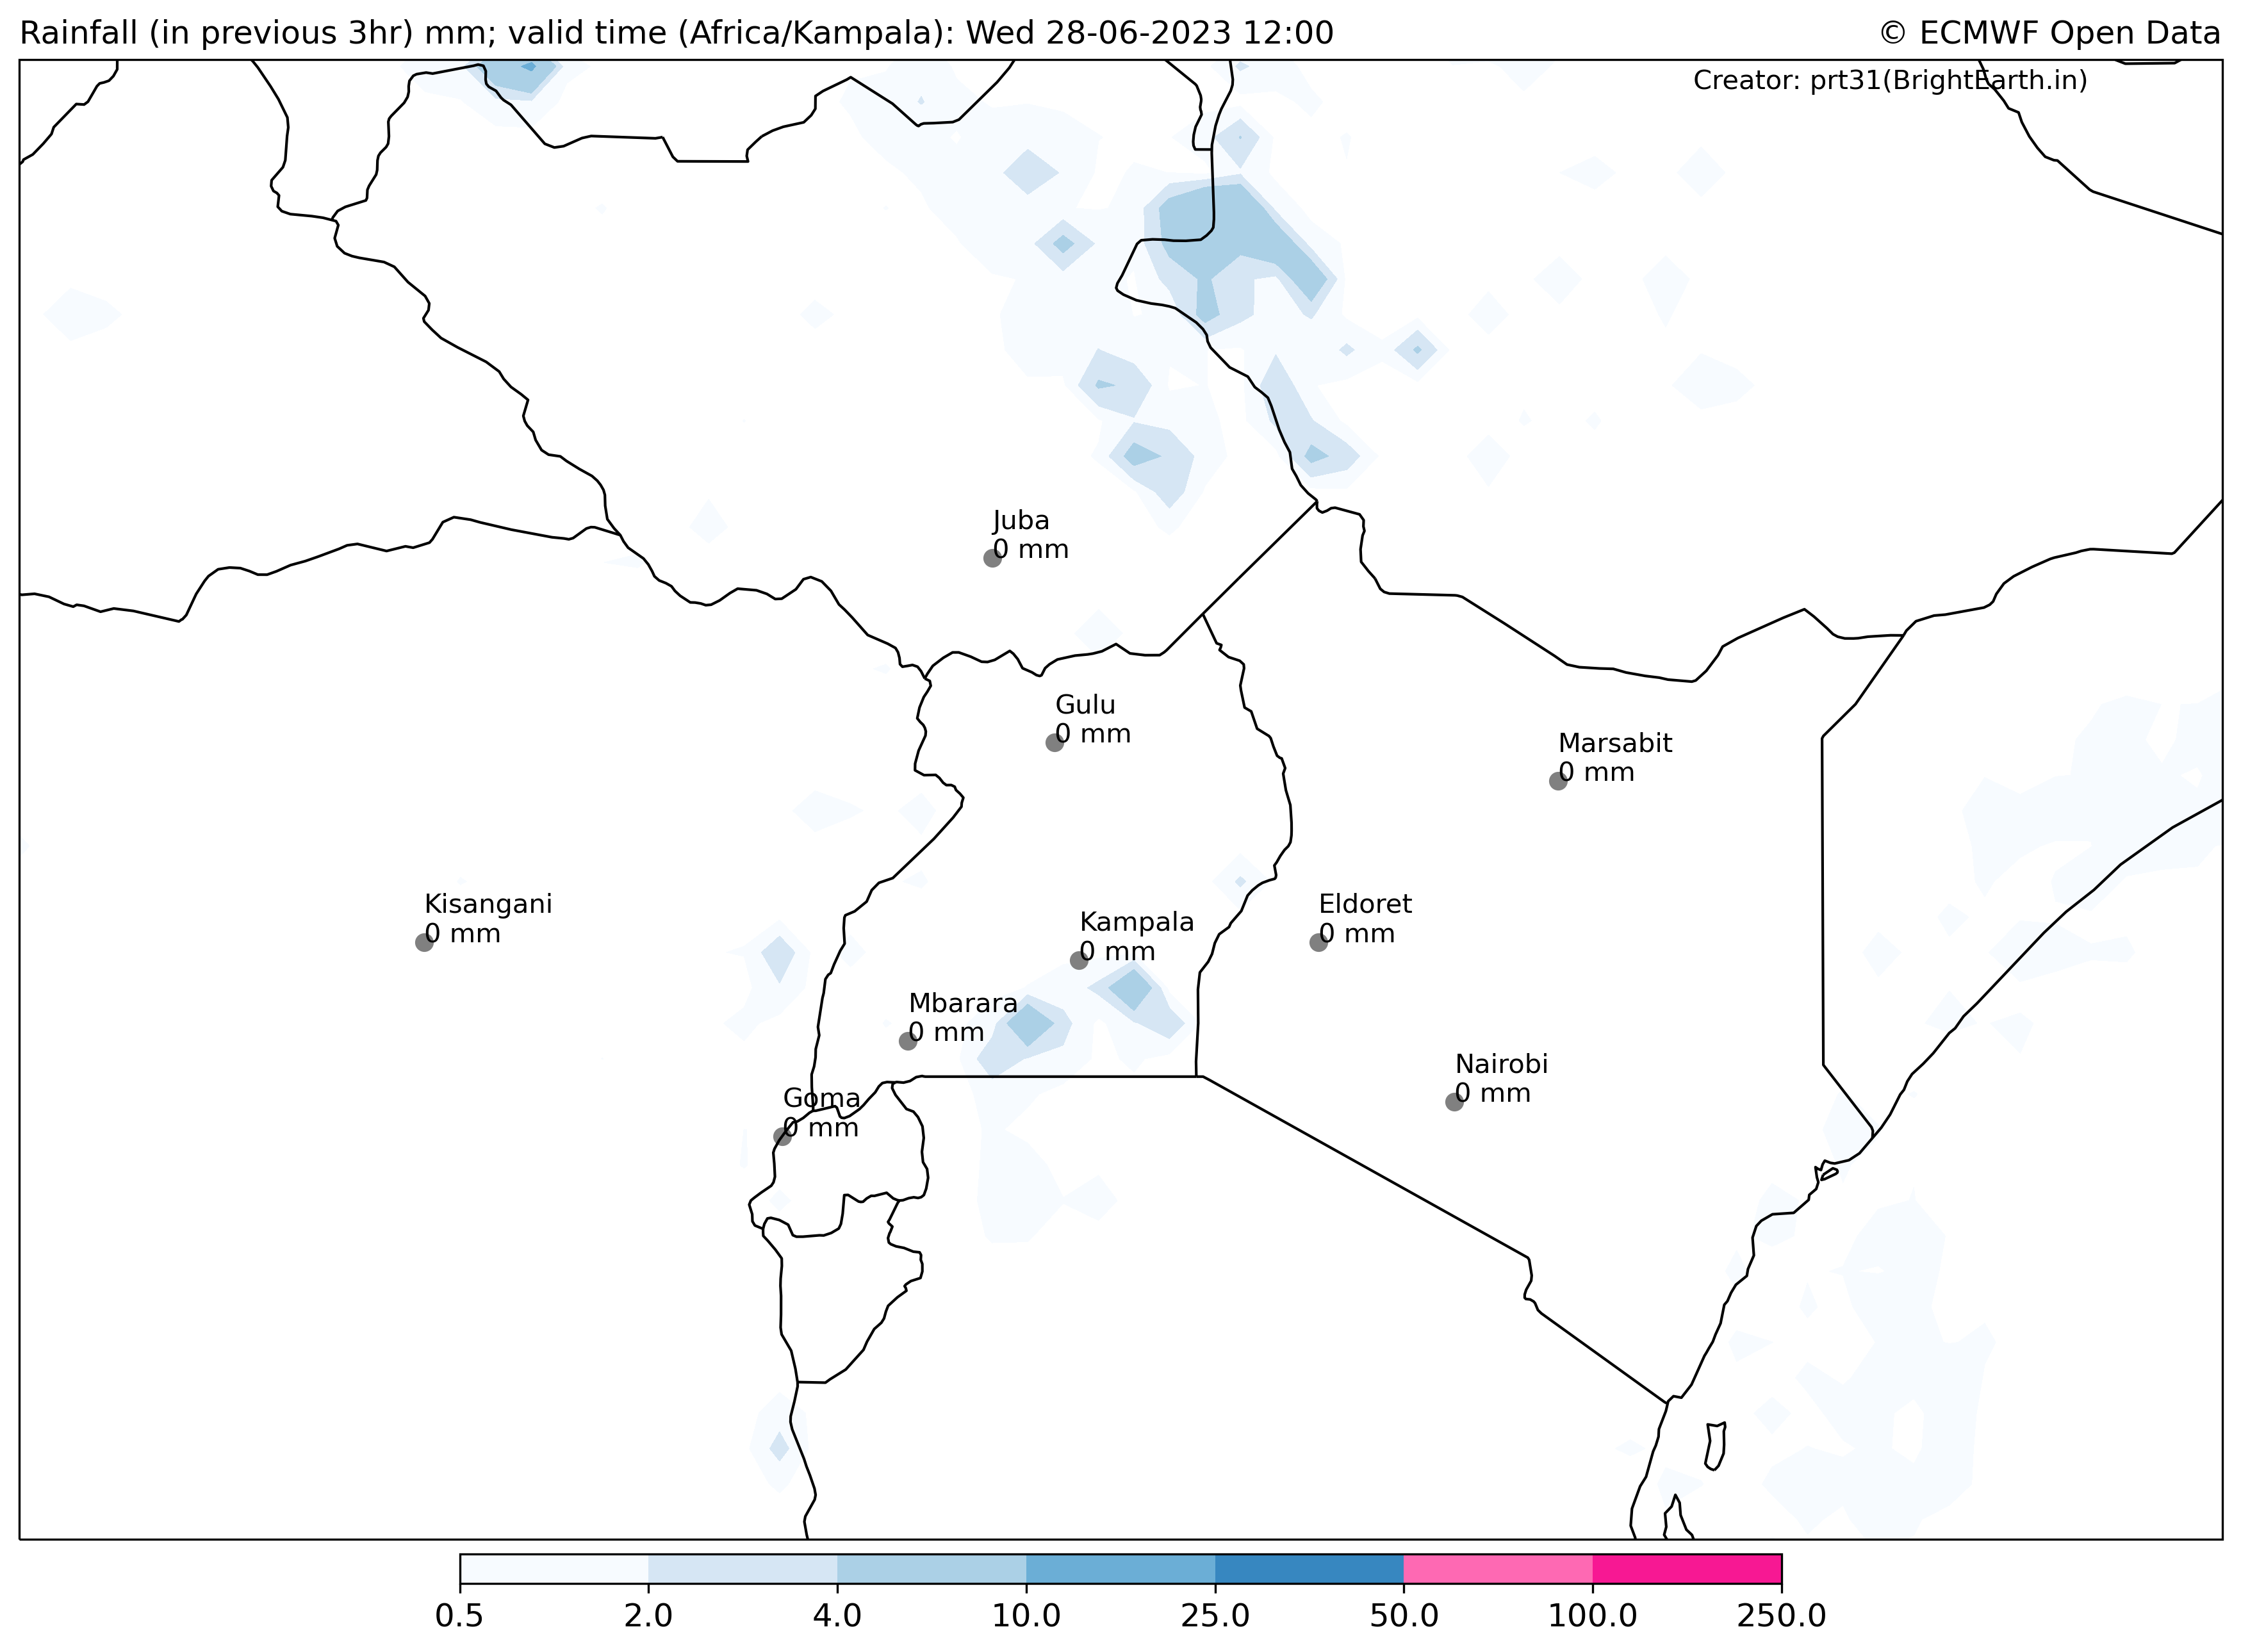 Rainfall (in previous 3hr) mm; valid time (Africa/Kampala): Wed 28-06-2023 12:00
© ECMWF Open Data
Creator: prt31(BrightEarth.in)
Juba
0 mm
Gulu
0 mm
Marsabit
0 mm
Kisangani
0 mm
Kampala
0 mm
Eldoret
0 mm
Mbarara
0 mm
Nairobi
0 mm
Goma
0 mm
0.5 2.0 4.0 10.0 25.0 50.0 100.0 250.0